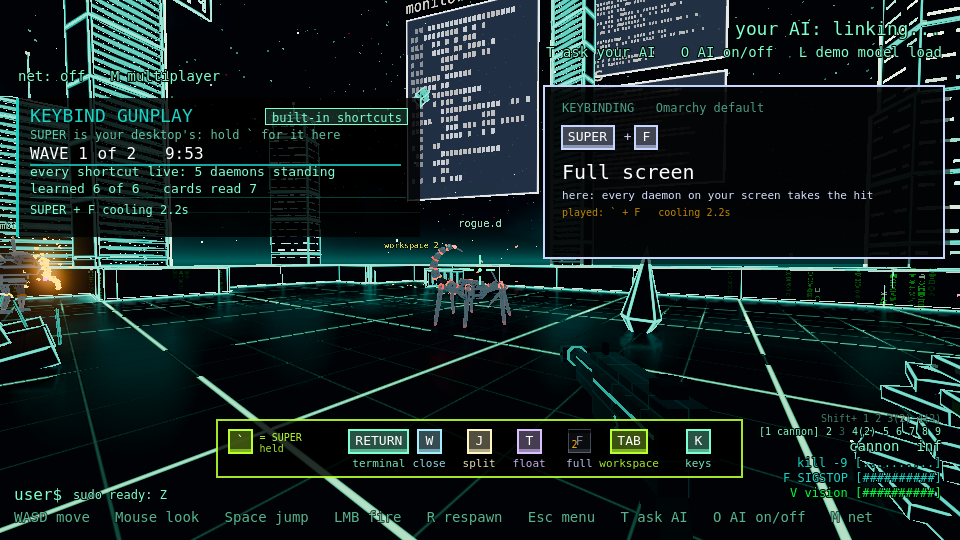 monitor
your AI: linking
T ask your AI O AI on/off L demo model load
net: off M multiplayer
KEYBIND GUNPLAY built-in shortcuts
SUPER is your desktop's: hold ` for it here
WAVE 1 of 2 9:53
every shortcut live: 5 daemons standing
learned 6 of 6 cards read 7
SUPER + F cooling 2.2s
KEYBINDING Omarchy default
SUPER + F
Full screen
here: every daemon on your screen takes the hit
played: ` + F cooling 2.2s
rogue.d
workspace 2
` = SUPER held
RETURN W J T F TAB K
terminal close split float full workspace keys
[1 cannon] 2 3 4(2) 5 6 7 8 9
cannon inf
kill -9 [:.........]
F SIGSTOP [##########]
V vision [##########]
user$ sudo ready: Z
WASD move Mouse look Space jump LMB fire R respawn Esc menu T ask AI O AI on/off M net